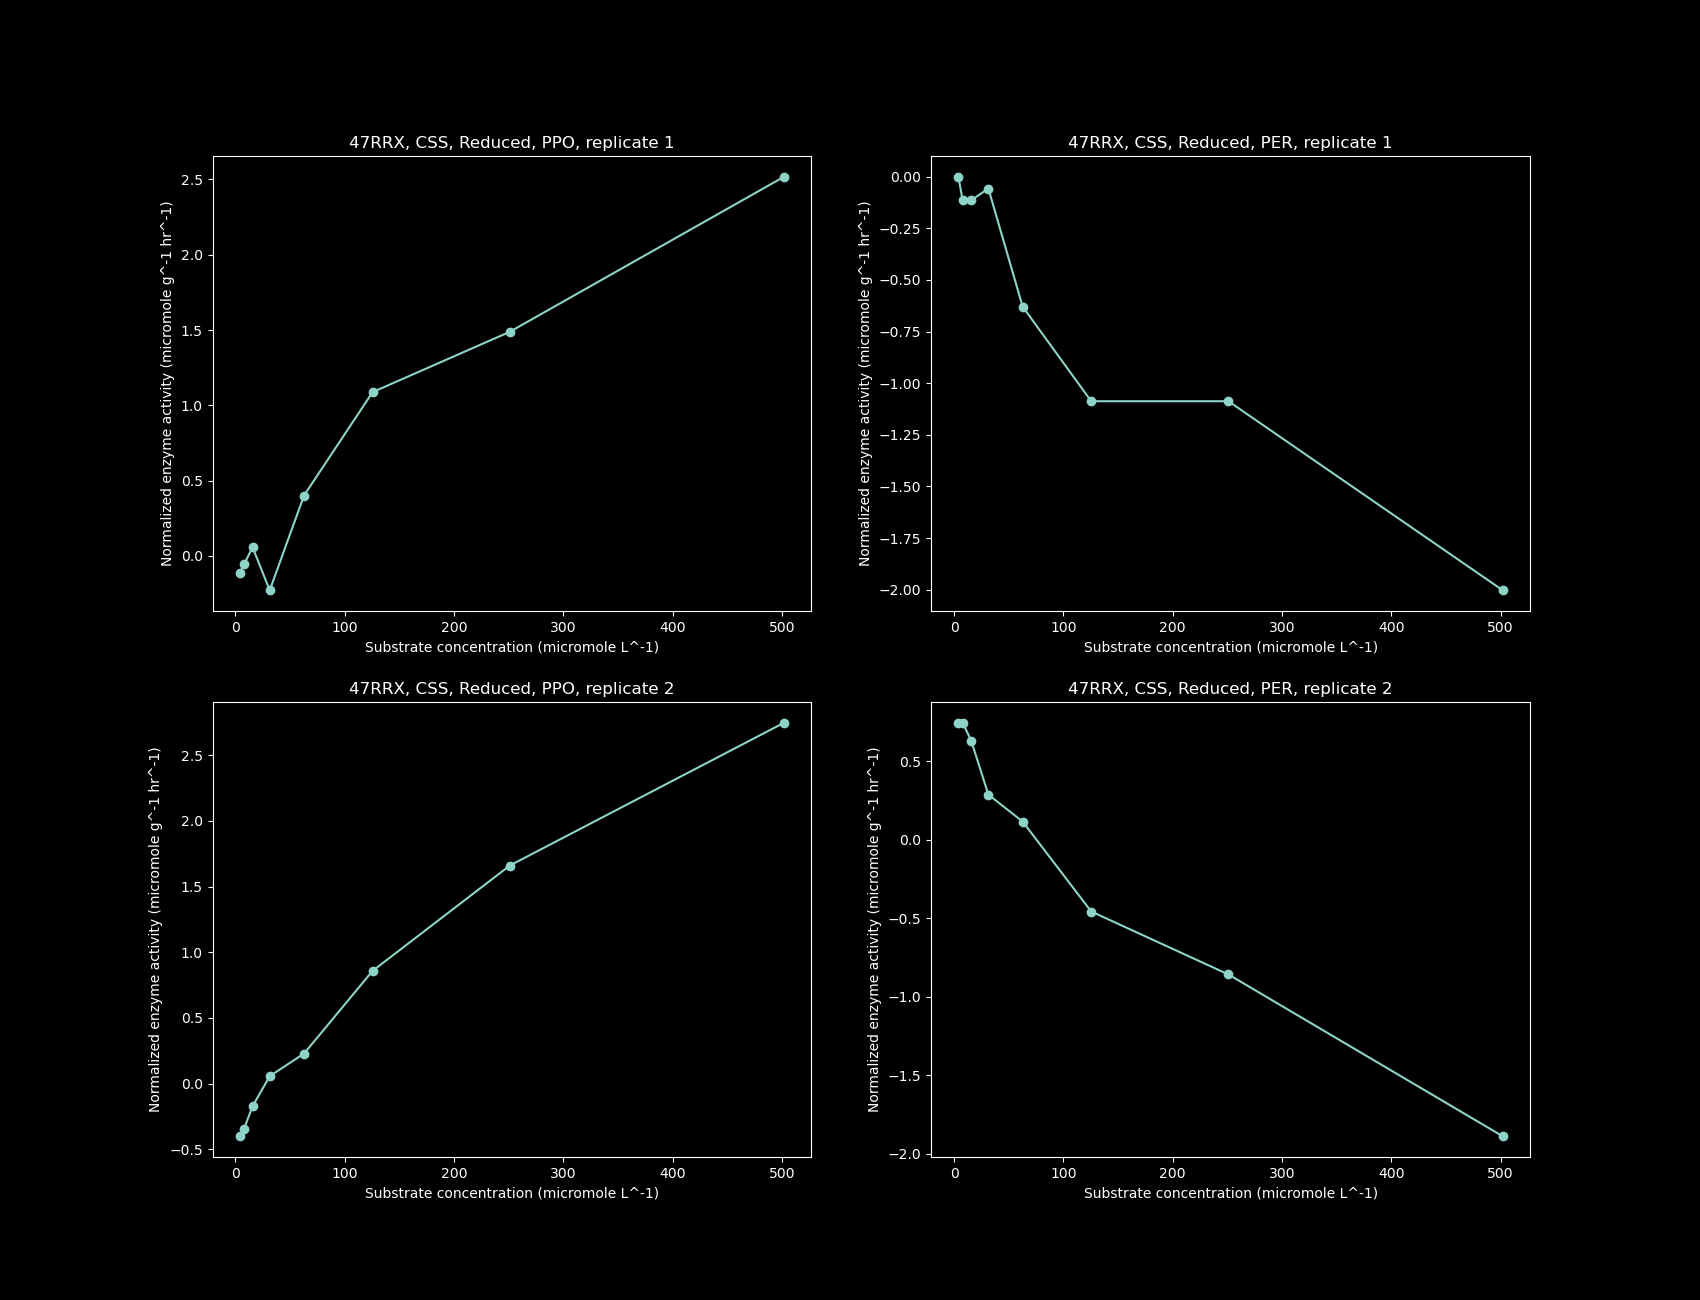 47RRX, CSS, Reduced, PPO, replicate 1
Normalized enzyme activity (micromole g^-1 hr^-1)
2.5
2.0
1.5
1.0
0.5
0.0
0 100 200 300 400 500
Substrate concentration (micromole L^-1)
47RRX, CSS, Reduced, PER, replicate 1
Normalized enzyme activity (micromole g^-1 hr^-1)
0.00
−0.25
−0.50
−0.75
−1.00
−1.25
−1.50
−1.75
−2.00
0 100 200 300 400 500
Substrate concentration (micromole L^-1)
47RRX, CSS, Reduced, PPO, replicate 2
Normalized enzyme activity (micromole g^-1 hr^-1)
2.5
2.0
1.5
1.0
0.5
0.0
−0.5
0 100 200 300 400 500
Substrate concentration (micromole L^-1)
47RRX, CSS, Reduced, PER, replicate 2
Normalized enzyme activity (micromole g^-1 hr^-1)
0.5
0.0
−0.5
−1.0
−1.5
−2.0
0 100 200 300 400 500
Substrate concentration (micromole L^-1)